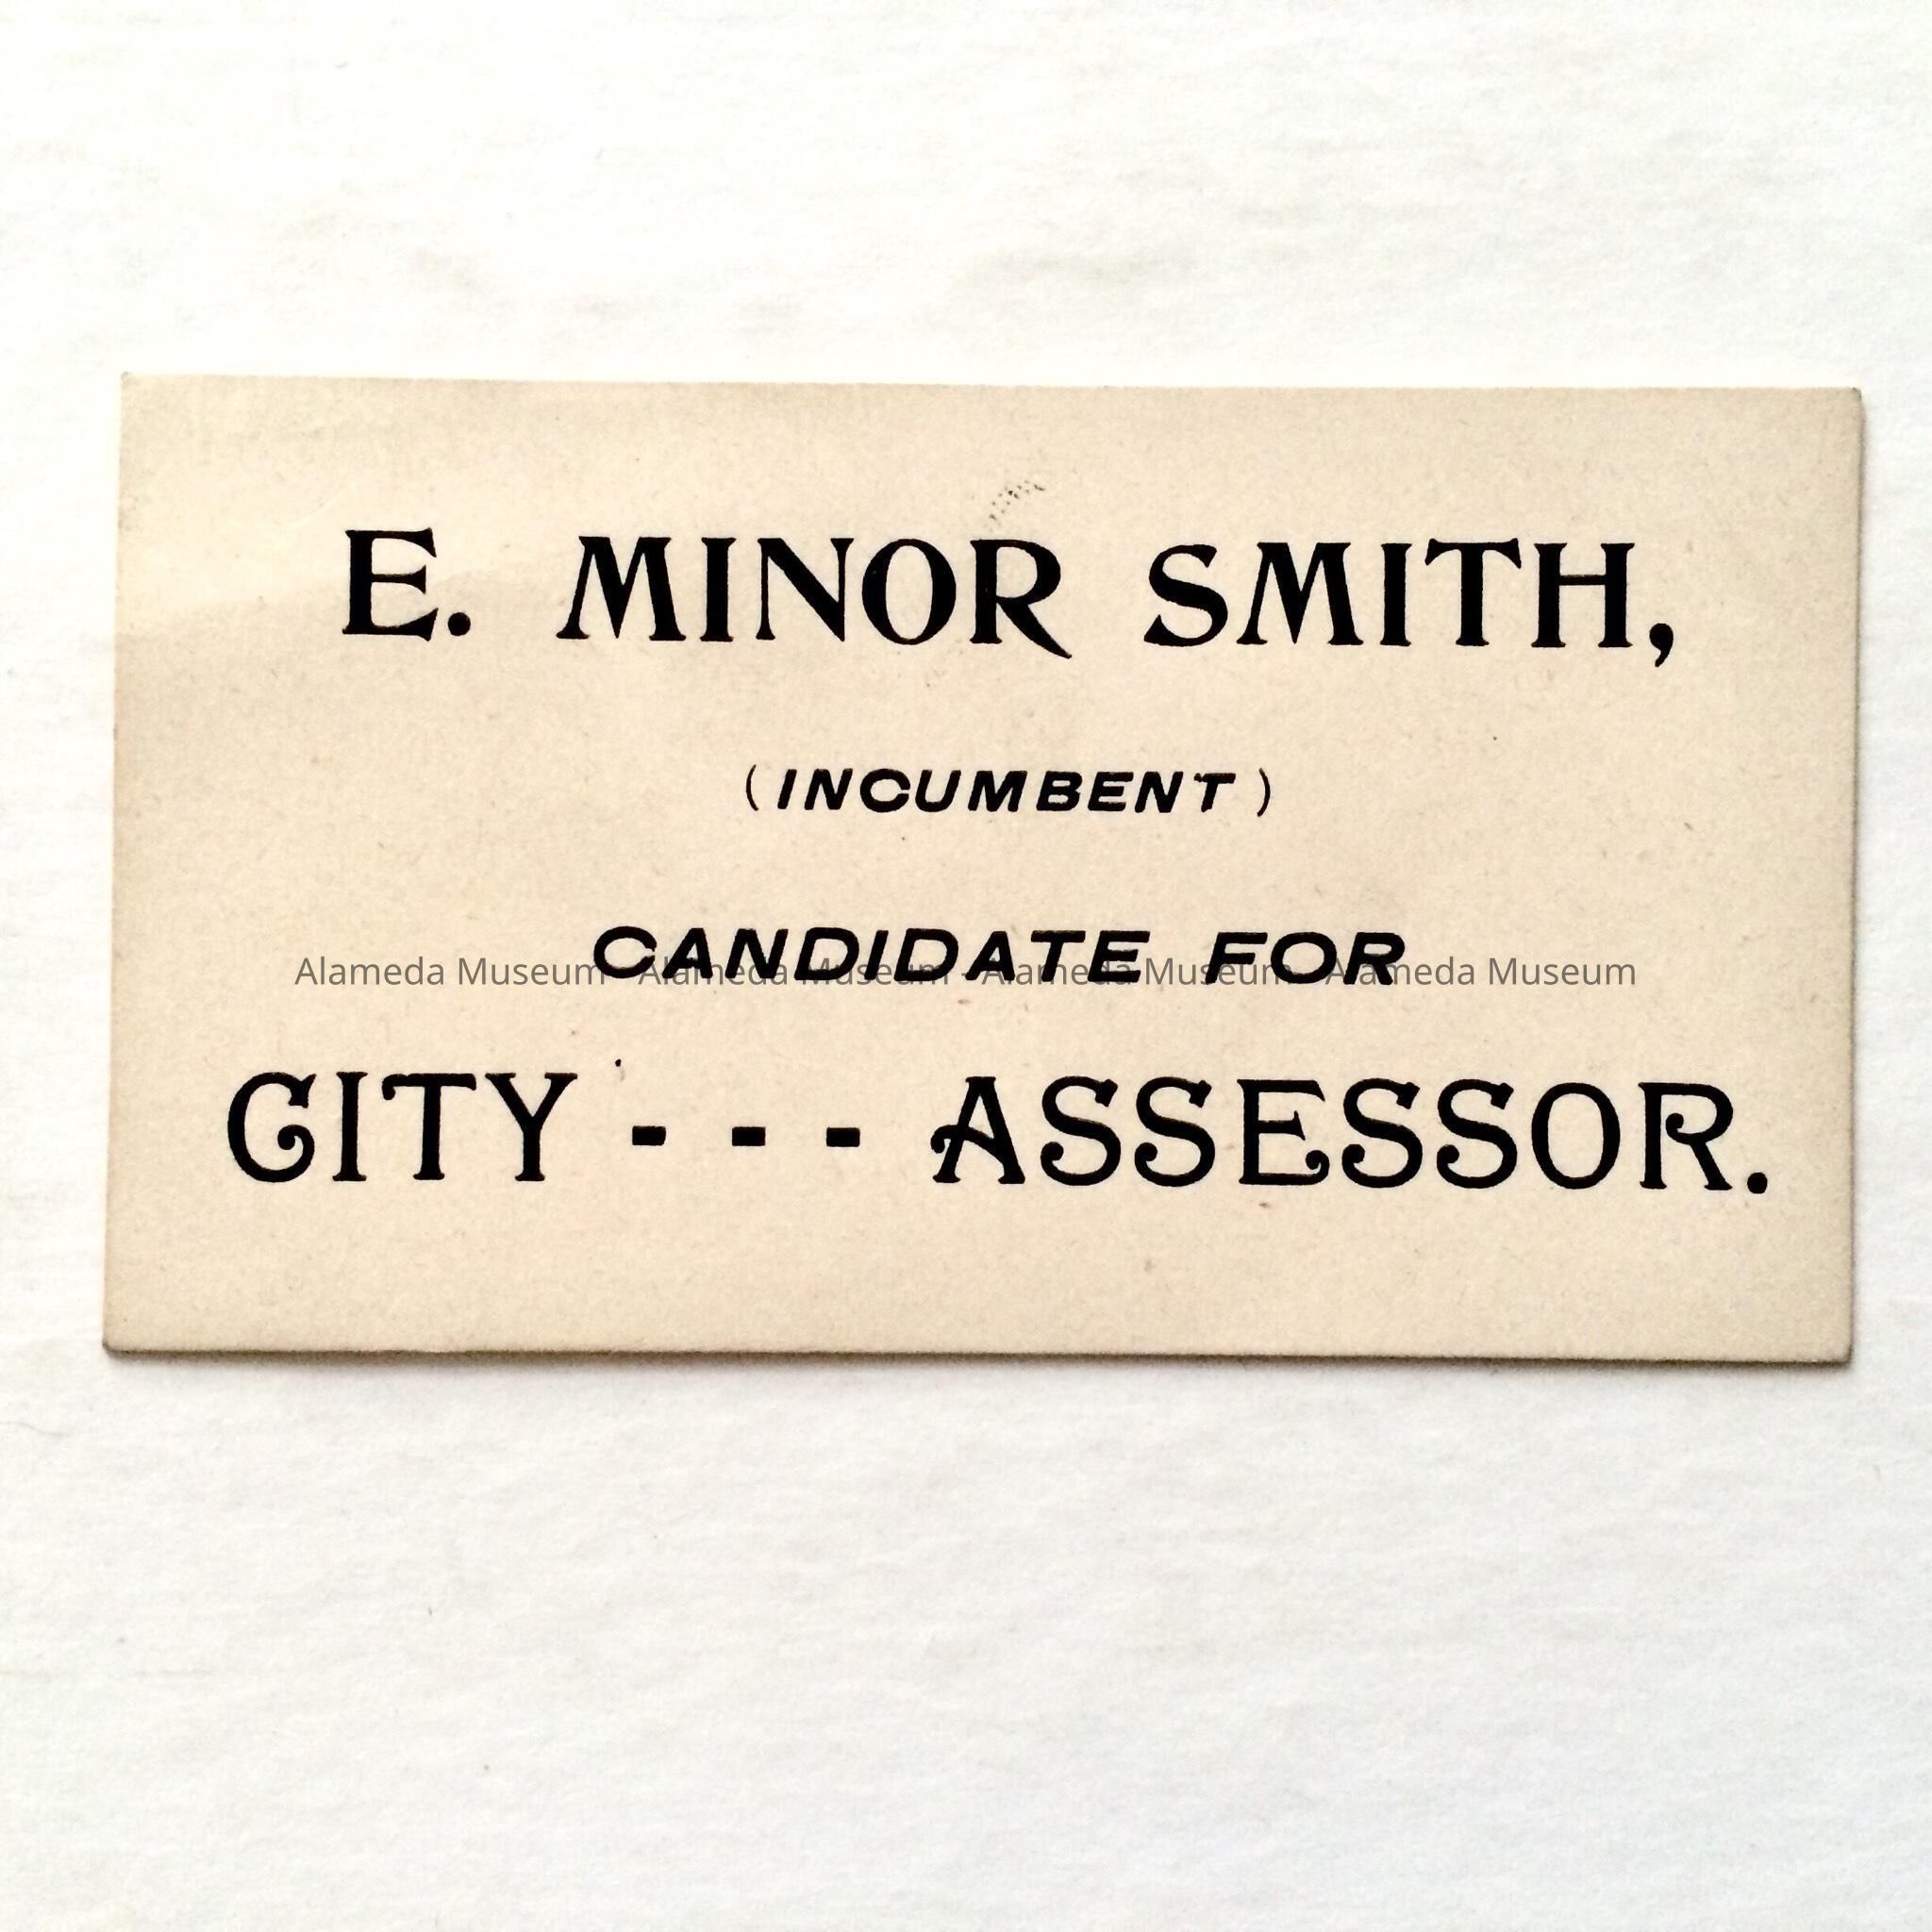 E. MINOR SMITH,
(INCUMBENT)
CANDIDATE FOR
Alameda Museum - Alameda Museum - Alameda Museum - Alameda Museum
CITY - - - ASSESSOR.